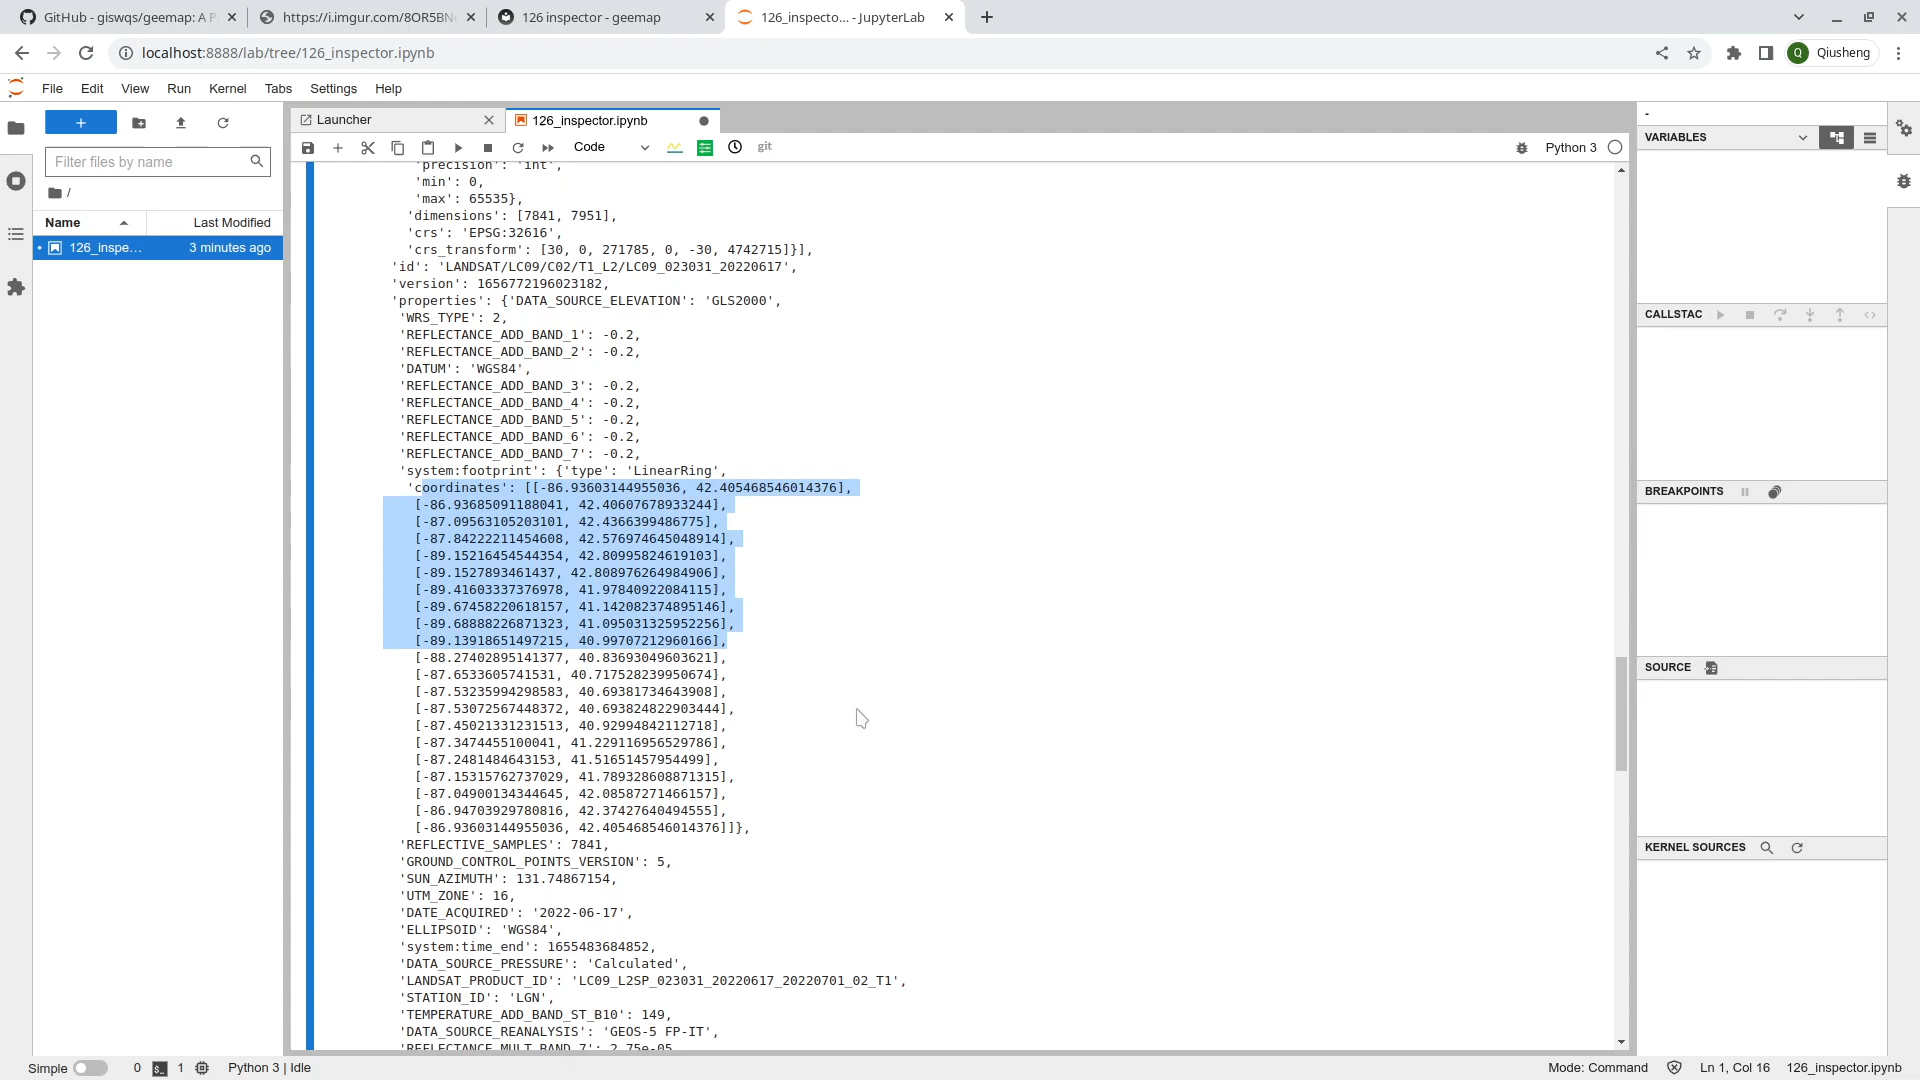 GitHub - giswqs/geemap: A P
https://i.imgur.com/8OR5BN
126 inspector - geemap
126_inspecto... - JupyterLab
localhost:8888/lab/tree/126_inspector.ipynb
Q Qiusheng
File Edit View Run Kernel Tabs Settings Help
Filter files by name
/
Name Last Modified
126_inspe... 3 minutes ago
Launcher
126_inspector.ipynb
Code
git
Python 3
'precision': 'int',
'min': 0,
'max': 65535},
'dimensions': [7841, 7951],
'crs': 'EPSG:32616',
'crs_transform': [30, 0, 271785, 0, -30, 4742715]}],
'id': 'LANDSAT/LC09/C02/T1_L2/LC09_023031_20220617',
'version': 1656772196023182,
'properties': {'DATA_SOURCE_ELEVATION': 'GLS2000',
'WRS_TYPE': 2,
'REFLECTANCE_ADD_BAND_1': -0.2,
'REFLECTANCE_ADD_BAND_2': -0.2,
'DATUM': 'WGS84',
'REFLECTANCE_ADD_BAND_3': -0.2,
'REFLECTANCE_ADD_BAND_4': -0.2,
'REFLECTANCE_ADD_BAND_5': -0.2,
'REFLECTANCE_ADD_BAND_6': -0.2,
'REFLECTANCE_ADD_BAND_7': -0.2,
'system:footprint': {'type': 'LinearRing',
'coordinates': [[-86.93603144955036, 42.405468546014376],
[-86.93685091188041, 42.40607678933244],
[-87.09563105203101, 42.4366399486775],
[-87.84222211454608, 42.576974645048914],
[-89.15216454544354, 42.80995824619103],
[-89.1527893461437, 42.808976264984906],
[-89.41603337376978, 41.97840922084115],
[-89.67458220618157, 41.142082374895146],
[-89.68888226871323, 41.095031325952256],
[-89.13918651497215, 40.99707212960166],
[-88.27402895141377, 40.83693049603621],
[-87.6533605741531, 40.717528239950674],
[-87.53235994298583, 40.69381734643908],
[-87.53072567448372, 40.693824822903444],
[-87.45021331231513, 40.92994842112718],
[-87.3474455100041, 41.229116956529786],
[-87.2481484643153, 41.51651457954499],
[-87.15315762737029, 41.789328608871315],
[-87.04900134344645, 42.08587271466157],
[-86.94703929780816, 42.37427640494555],
[-86.93603144955036, 42.405468546014376]]},
'REFLECTIVE_SAMPLES': 7841,
'GROUND_CONTROL_POINTS_VERSION': 5,
'SUN_AZIMUTH': 131.74867154,
'UTM_ZONE': 16,
'DATE_ACQUIRED': '2022-06-17',
'ELLIPSOID': 'WGS84',
'system:time_end': 1655483684852,
'DATA_SOURCE_PRESSURE': 'Calculated',
'LANDSAT_PRODUCT_ID': 'LC09_L2SP_023031_20220617_20220701_02_T1',
'STATION_ID': 'LGN',
'TEMPERATURE_ADD_BAND_ST_B10': 149,
'DATA_SOURCE_REANALYSIS': 'GEOS-5 FP-IT',
'REFLECTANCE_MULT_BAND_7': 2.75e-05,
-
VARIABLES
CALLSTAC
BREAKPOINTS
SOURCE
KERNEL SOURCES
Simple 0 1 Python 3 | Idle
Mode: Command Ln 1, Col 16 126_inspector.ipynb